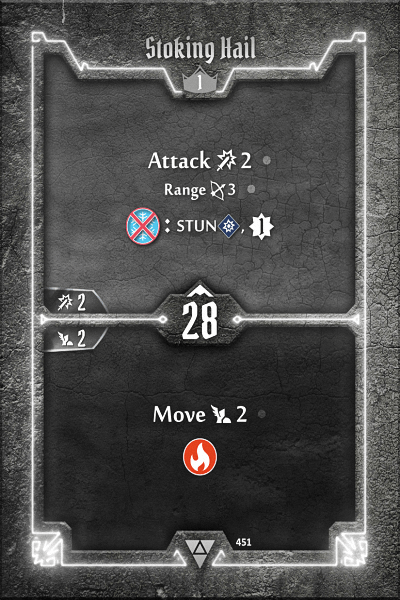 Stoking Hail
1
Attack 2
Range 3
: STUN , 1
2
28
2
Move 2
451